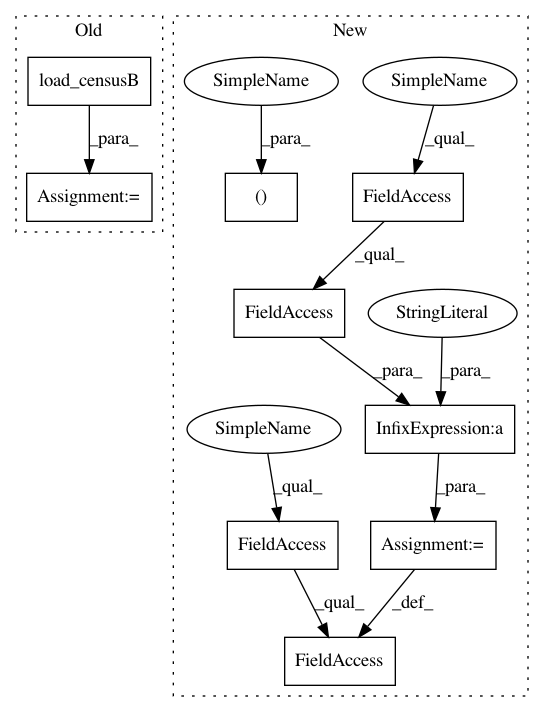 Old
New
load_censusB
SimpleName
SimpleName
_para_
_para_
_qual_
Assignment:=
()
FieldAccess
_qual_
FieldAccess
StringLiteral
_para_
_para_
SimpleName
InfixExpression:a
_qual_
_para_
FieldAccess
Assignment:=
_qual_
_def_
FieldAccess